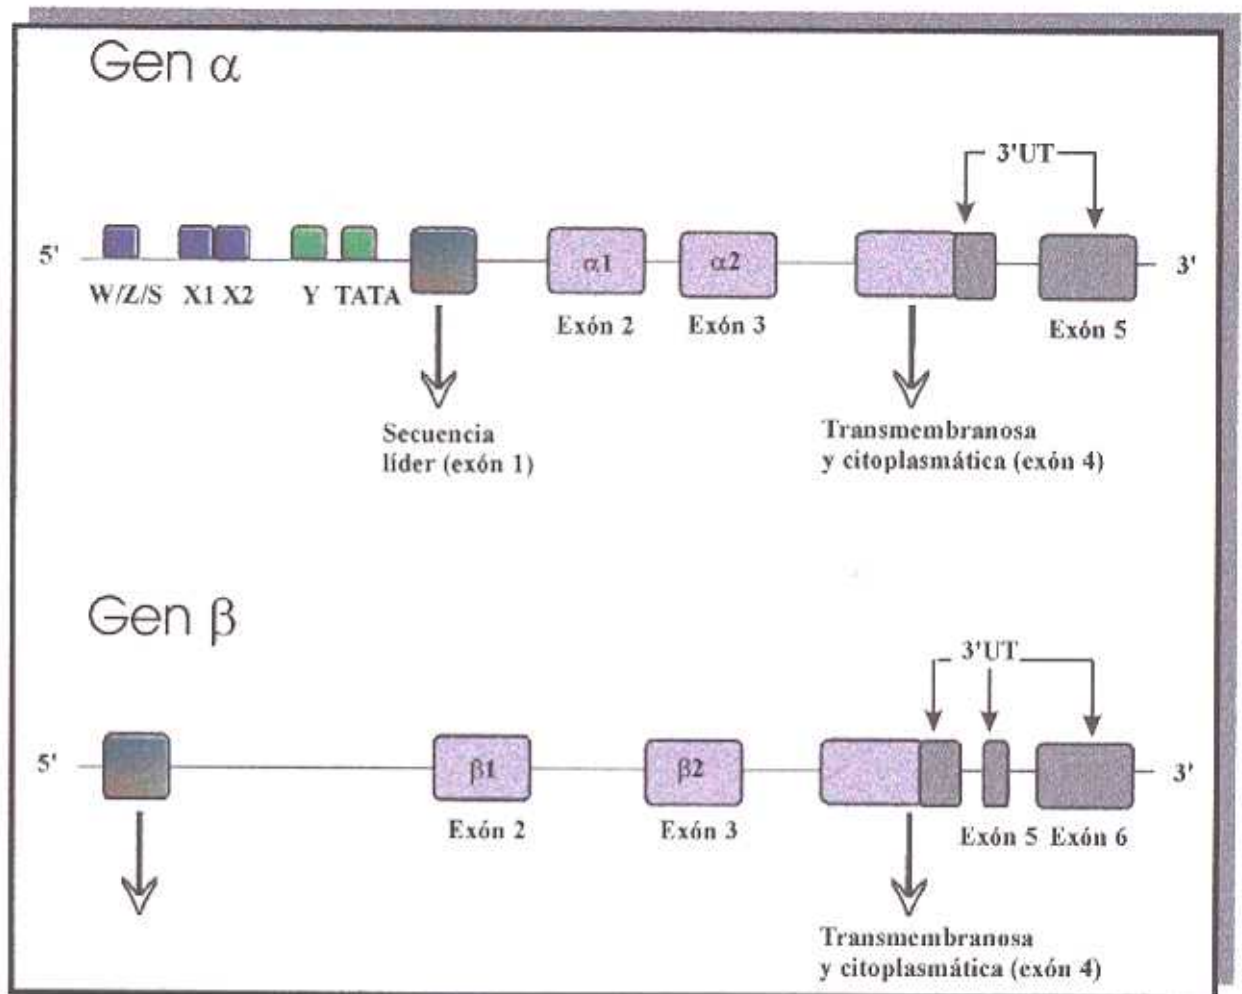 Gen α
3'UT
5'
3'
W/Z/S X1 X2 Y TATA
α1 α2
Exón 2 Exón 3 Exón 5
Secuencia
líder (exón 1)
Transmembranosa
y citoplasmática (exón 4)
Gen β
3'UT
5'
3'
β1 β2
Exón 2 Exón 3 Exón 5 Exón 6
Transmembranosa
y citoplasmática (exón 4)